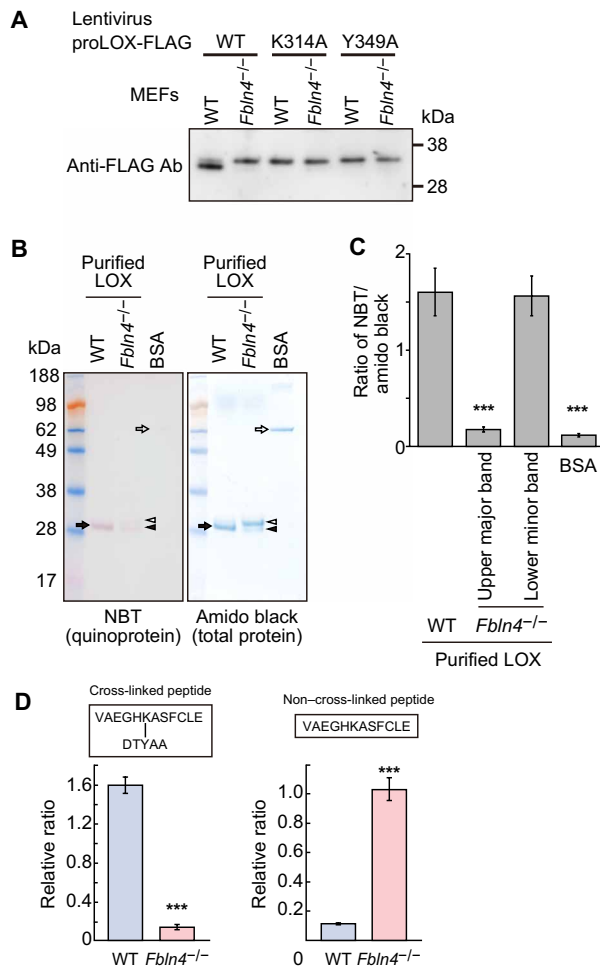 A
Lentivirus
proLOX-FLAG WT K314A Y349A
MEFs WT Fbln4–/– WT Fbln4–/– WT Fbln4–/– kDa
Anti-FLAG Ab
38
28
B
Purified LOX Purified LOX
kDa WT Fbln4–/– BSA WT Fbln4–/– BSA
188
98
62
49
38
28
17
NBT (quinoprotein)
Amido black (total protein)
C
Ratio of NBT/ amido black
2
1
0
*** ***
WT Upper major band Lower minor band BSA
Fbln4–/–
Purified LOX
D
Cross-linked peptide
VAEGHKASFCLE
DTYAA
Relative ratio
1.6
1.2
0.8
0.4
0
***
WT Fbln4–/–
Non–cross-linked peptide
VAEGHKASFCLE
Relative ratio
1.0
0.8
0.6
0.4
0.2
0
***
WT Fbln4–/–